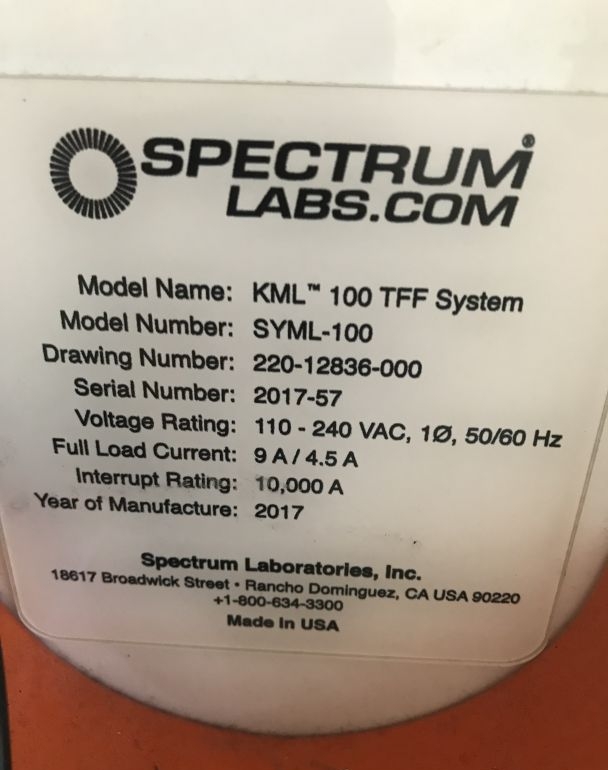 SPECTRUM®
LABS.COM
Model Name: KML™ 100 TFF System
Model Number: SYML-100
Drawing Number: 220-12836-000
Serial Number: 2017-57
Voltage Rating: 110 - 240 VAC, 1Ø, 50/60 Hz
Full Load Current: 9 A / 4.5 A
Interrupt Rating: 10,000 A
Year of Manufacture: 2017
Spectrum Laboratories, Inc.
18617 Broadwick Street • Rancho Dominguez, CA USA 90220
+1-800-634-3300
Made In USA